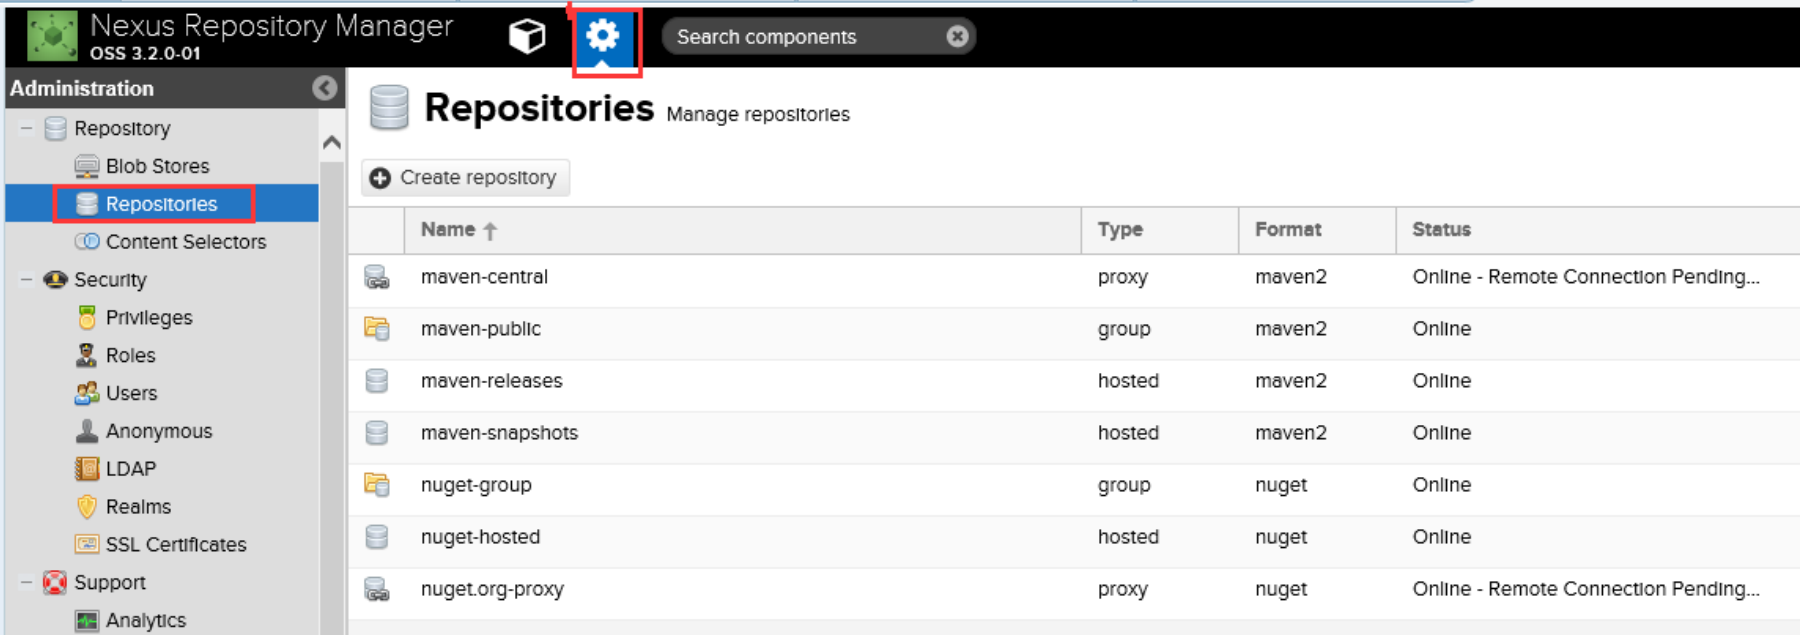 Nexus Repository Manager
OSS 3.2.0-01
Search components
Administration
Repository
Blob Stores
Repositories
Content Selectors
Security
Privileges
Roles
Users
Anonymous
LDAP
Realms
SSL Certificates
Support
Analytics
Repositories Manage repositories
Create repository
Name Type Format Status
maven-central proxy maven2 Online - Remote Connection Pending...
maven-public group maven2 Online
maven-releases hosted maven2 Online
maven-snapshots hosted maven2 Online
nuget-group group nuget Online
nuget-hosted hosted nuget Online
nuget.org-proxy proxy nuget Online - Remote Connection Pending...